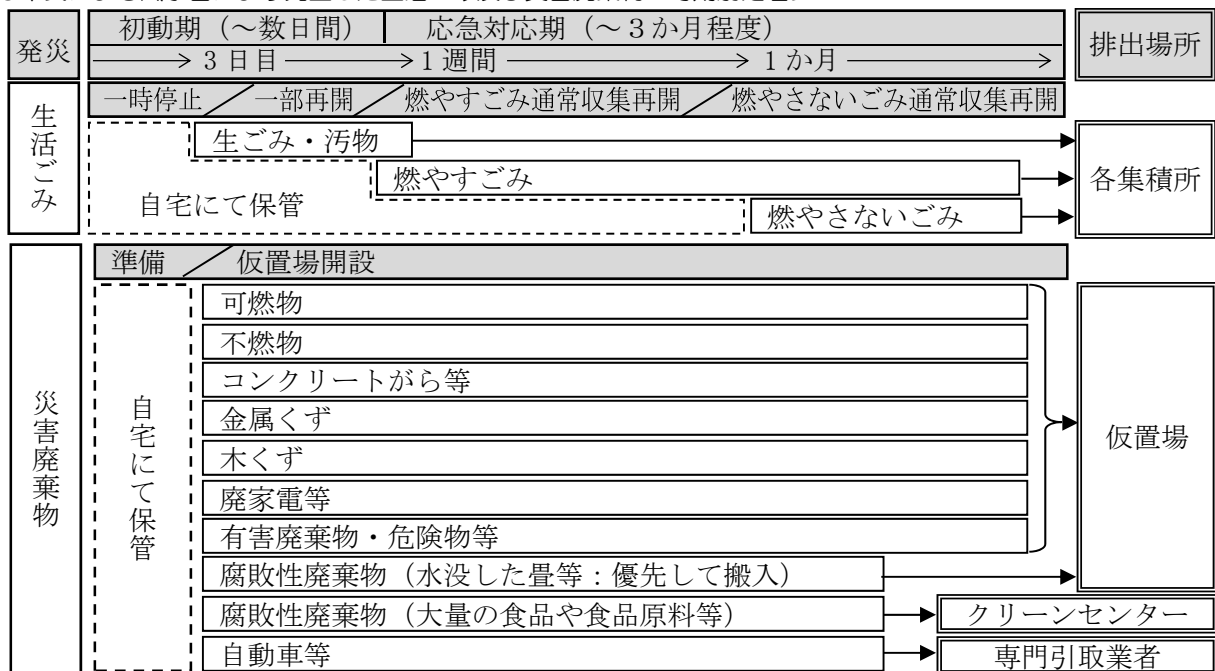 発災
初動期（～数日間） 応急対応期（～３か月程度）
排出場所
３日目 １週間 １か月
生活ごみ
一時停止／一部再開／燃やすごみ通常収集再開／燃やさないごみ通常収集再開
生ごみ・汚物
燃やすごみ
自宅にて保管
燃やさないごみ
各集積所
災害廃棄物
準備／仮置場開設
自宅にて保管
可燃物
不燃物
コンクリートがら等
金属くず
木くず
廃家電等
有害廃棄物・危険物等
仮置場
腐敗性廃棄物（水没した畳等：優先して搬入）
腐敗性廃棄物（大量の食品や食品原料等）
クリーンセンター
自動車等
専門引取業者